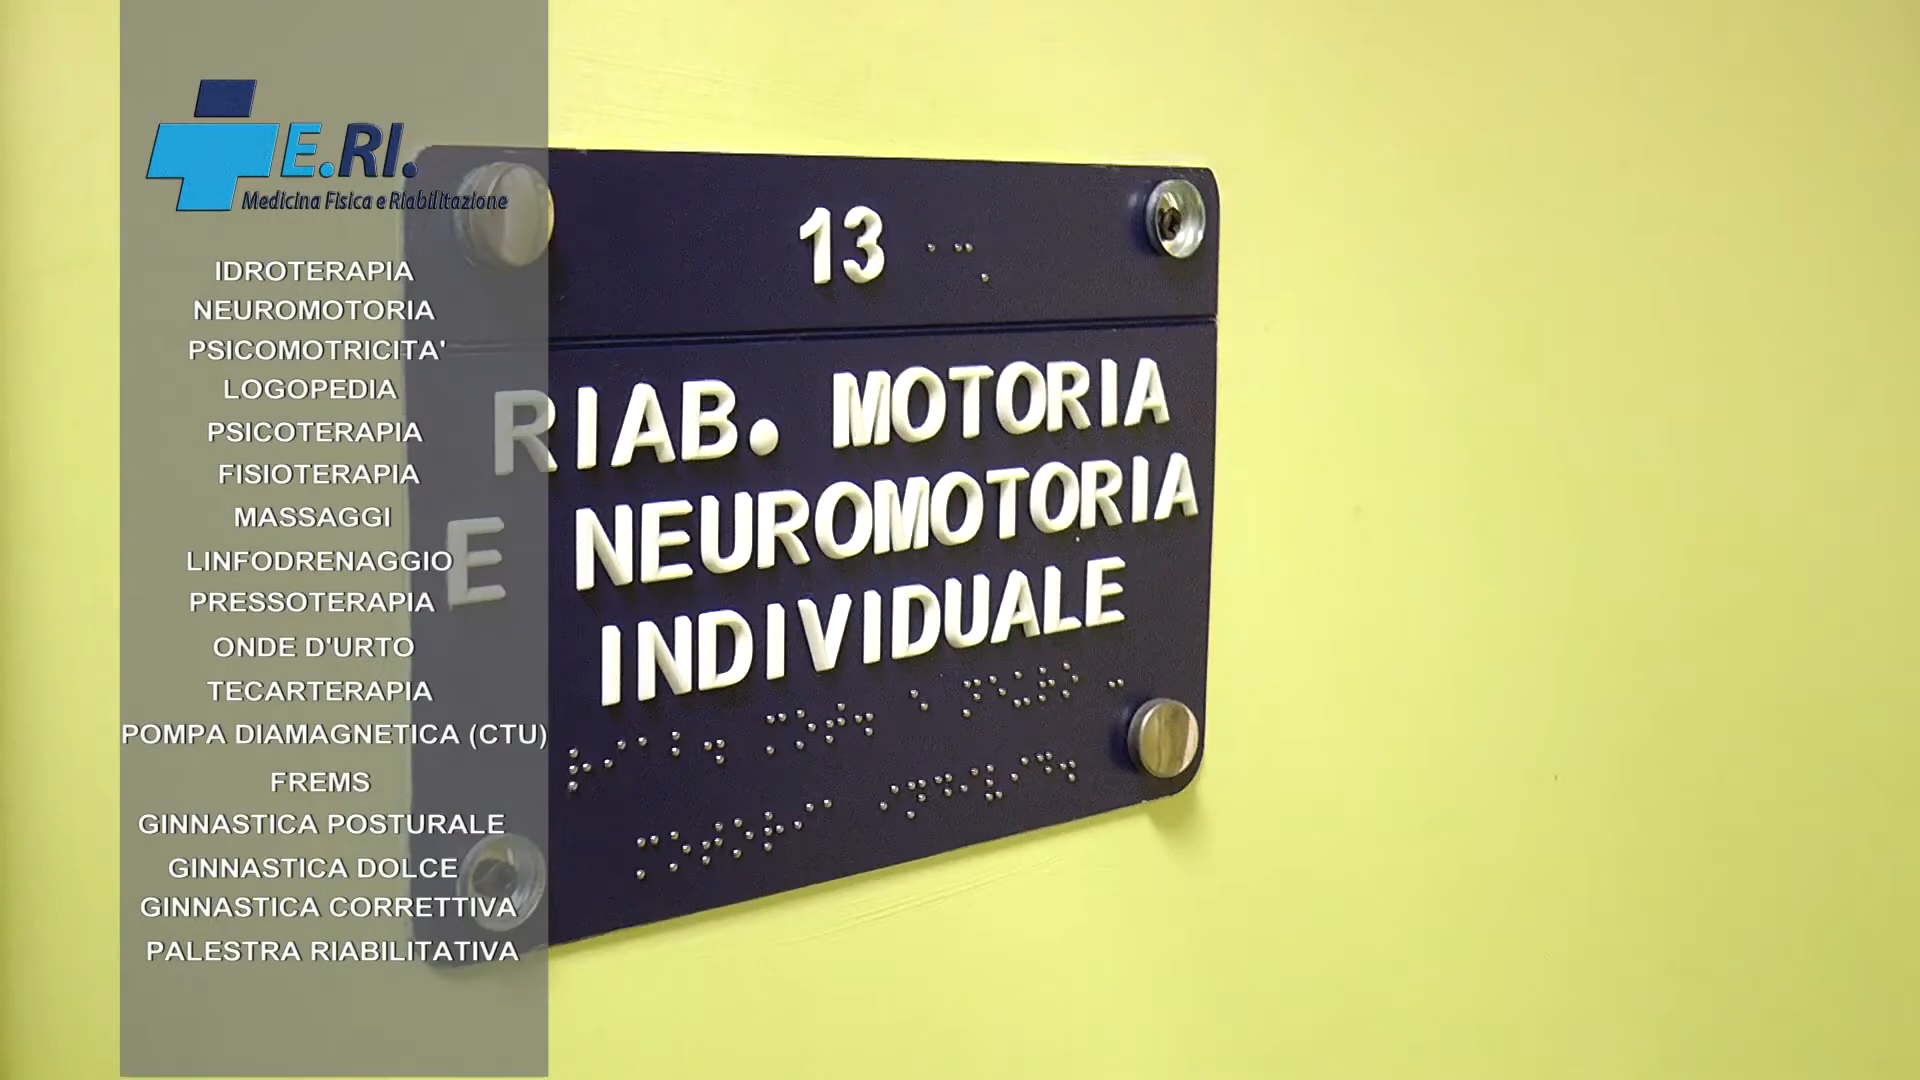 E.RI.
Medicina Fisica e Riabilitazione
IDROTERAPIA
NEUROMOTORIA
PSICOMOTRICITA'
LOGOPEDIA
PSICOTERAPIA
FISIOTERAPIA
MASSAGGI
LINFODRENAGGIO
PRESSOTERAPIA
ONDE D'URTO
TECARTERAPIA
POMPA DIAMAGNETICA (CTU)
FREMS
GINNASTICA POSTURALE
GINNASTICA DOLCE
GINNASTICA CORRETTIVA
PALESTRA RIABILITATIVA
13
RIAB. MOTORIA
E NEUROMOTORIA
INDIVIDUALE